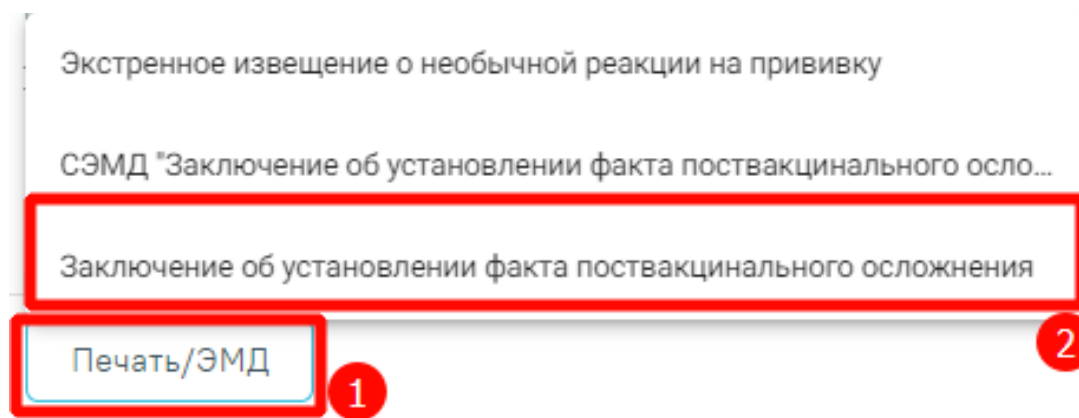 Экстренное извещение о необычной реакции на прививку
СЭМД "Заключение об установлении факта поствакцинального осло...
Заключение об установлении факта поствакцинального осложнения
2
Печать/ЭМД
1